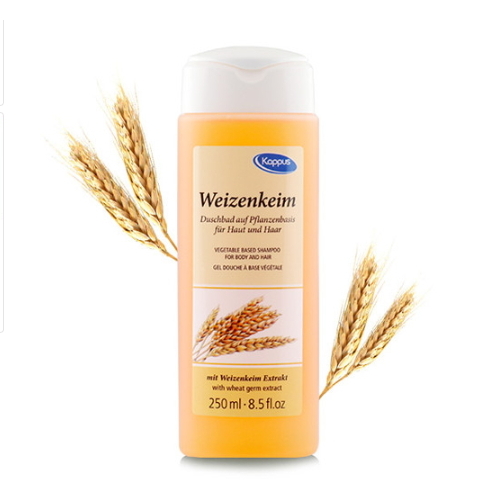 Kappus
Weizenkeim
Duschbad auf Pflanzenbasis
für Haut und Haar
VEGETABLE BASED SHAMPOO
FOR BODY AND HAIR
GEL DOUCHE À BASE VÉGÉTALE
mit Weizenkeim Extrakt
with wheat germ extract
250 ml - 8.5 fl.oz